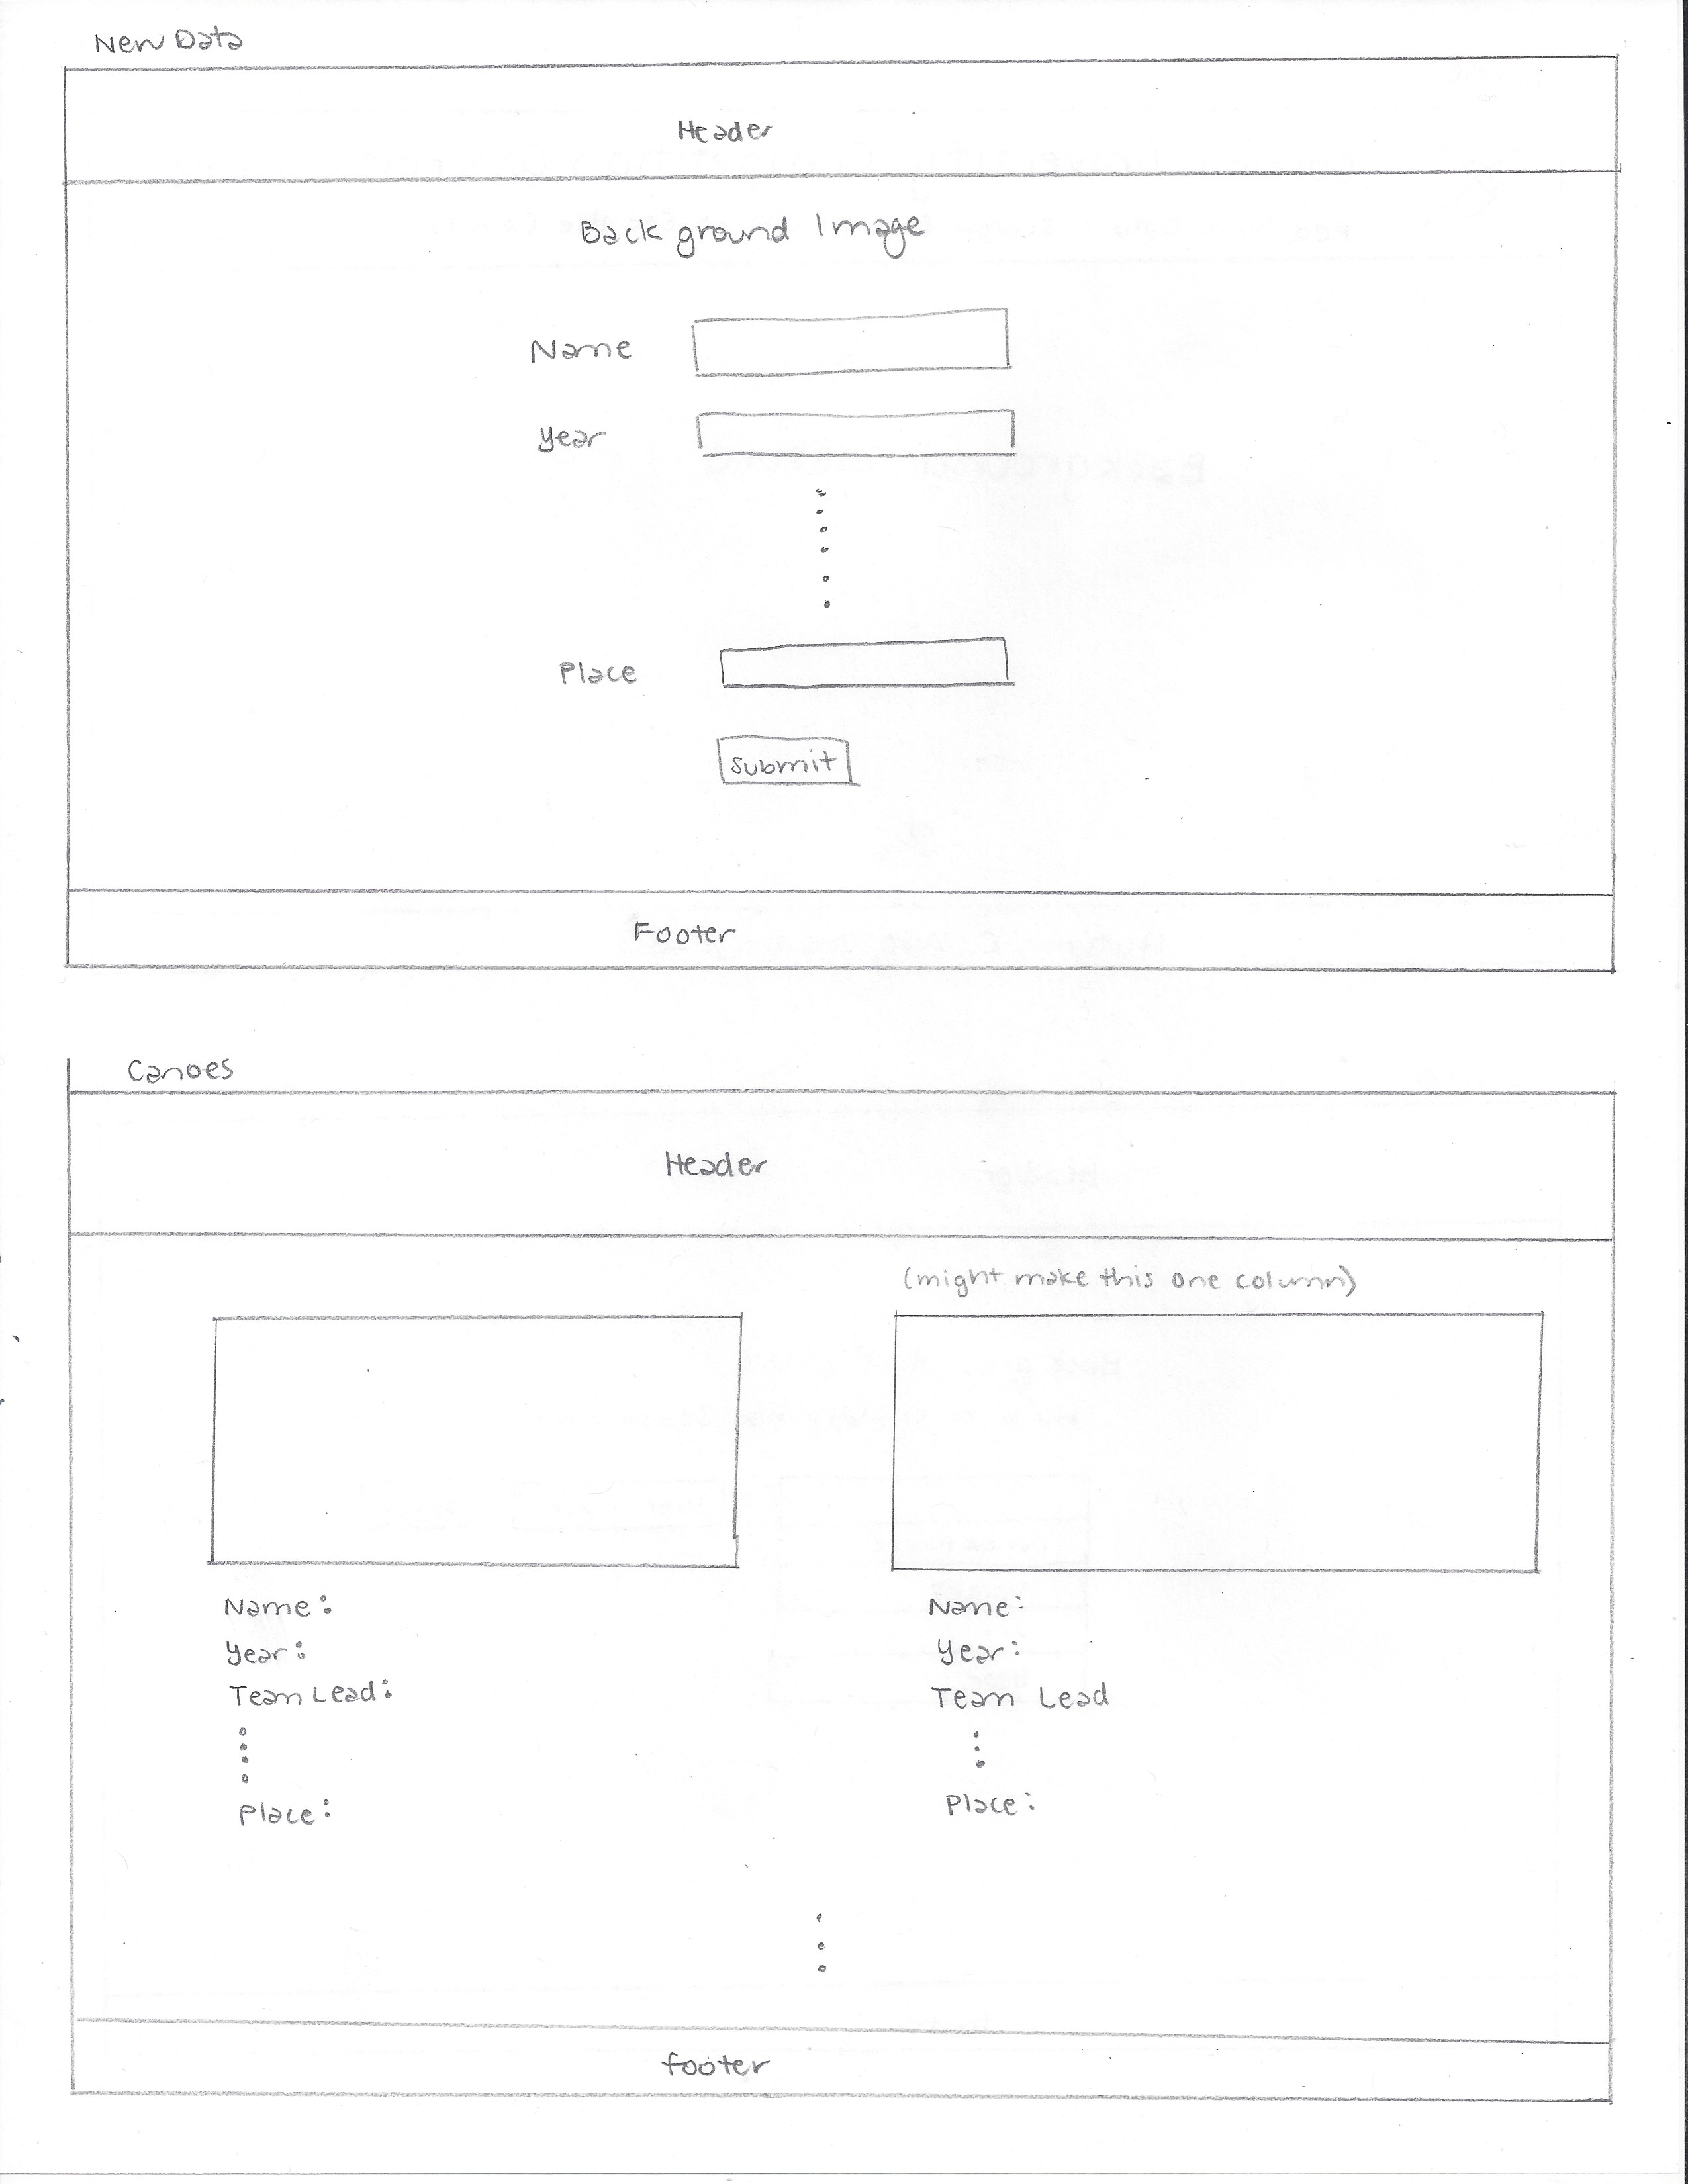 New Data
Header
Background Image
Name
Year
Place
submit
Footer
Canoes
Header
(might make this one column)
Name:
Year:
Team Lead:
Place:
Name:
Year:
Team Lead
Place:
footer